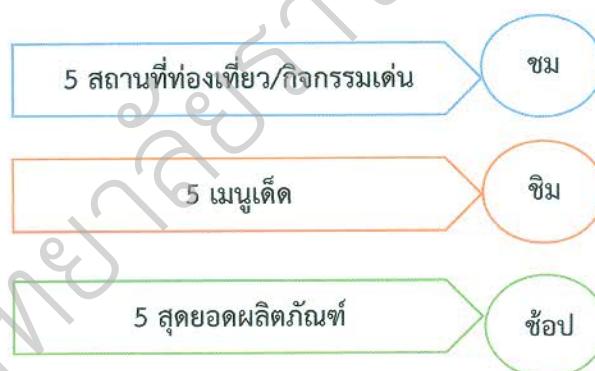 5 สถานที่ท่องเที่ยว/กิจกรรมเด่น
ชม
5 เมนูเด็ด
ชิม
5 สุดยอดผลิตภัณฑ์
ช้อป